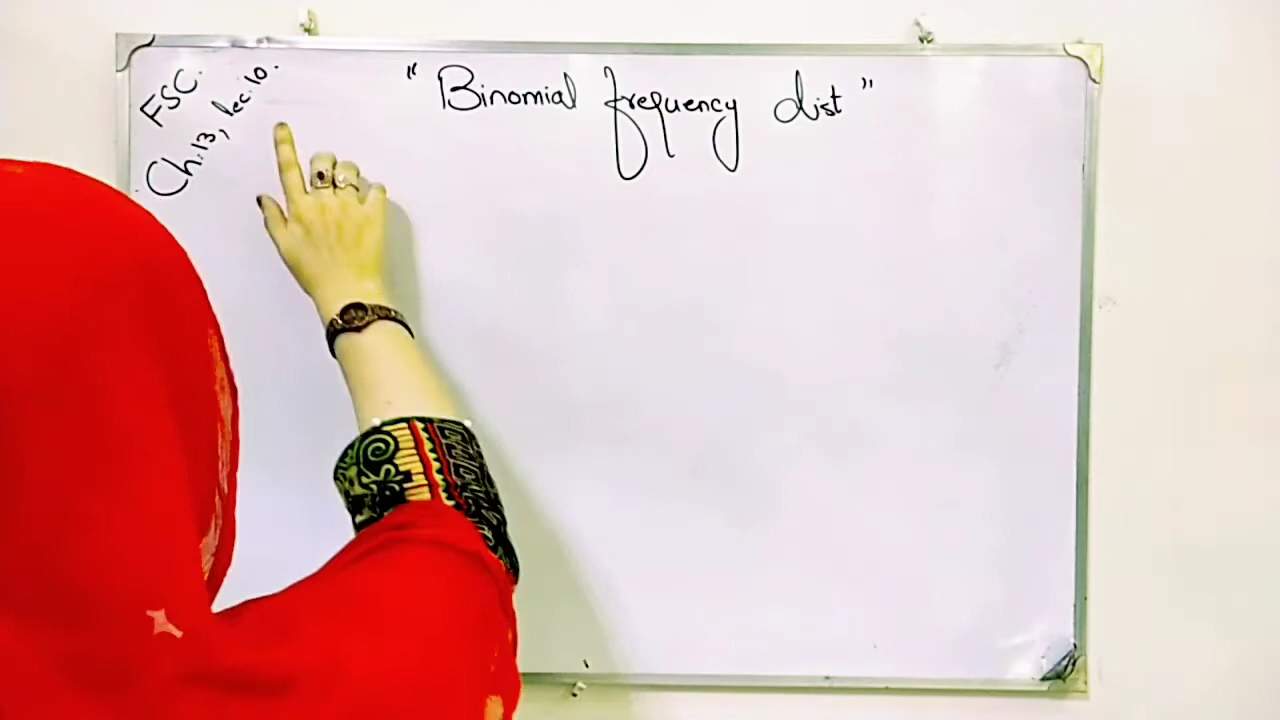 FSC.
Ch.13, lec.10.
"Binomial frequency dist"